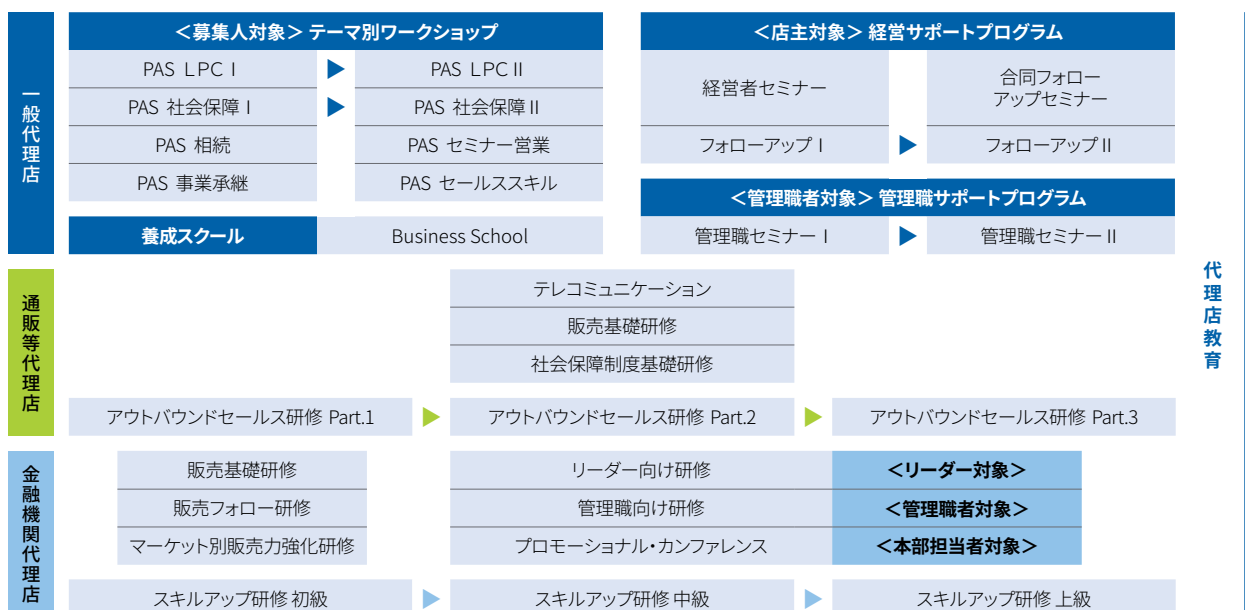 一般代理店
＜募集人対象＞ テーマ別ワークショップ
PAS LPC Ⅰ ▶ PAS LPC Ⅱ
PAS 社会保障 Ⅰ ▶ PAS 社会保障 Ⅱ
PAS 相続 PAS セミナー営業
PAS 事業承継 PAS セールススキル
養成スクール Business School
＜店主対象＞ 経営サポートプログラム
経営者セミナー
合同フォロー
アップセミナー
フォローアップ Ⅰ ▶ フォローアップ Ⅱ
＜管理職者対象＞ 管理職サポートプログラム
管理職セミナー Ⅰ ▶ 管理職セミナー Ⅱ
通販等代理店
テレコミュニケーション
販売基礎研修
社会保障制度基礎研修
アウトバウンドセールス研修 Part.1 ▶ アウトバウンドセールス研修 Part.2 ▶ アウトバウンドセールス研修 Part.3
金融機関代理店
販売基礎研修
販売フォロー研修
マーケット別販売力強化研修
リーダー向け研修 ＜リーダー対象＞
管理職向け研修 ＜管理職者対象＞
プロモーショナル・カンファレンス ＜本部担当者対象＞
スキルアップ研修 初級 ▶ スキルアップ研修 中級 ▶ スキルアップ研修 上級
代理店教育